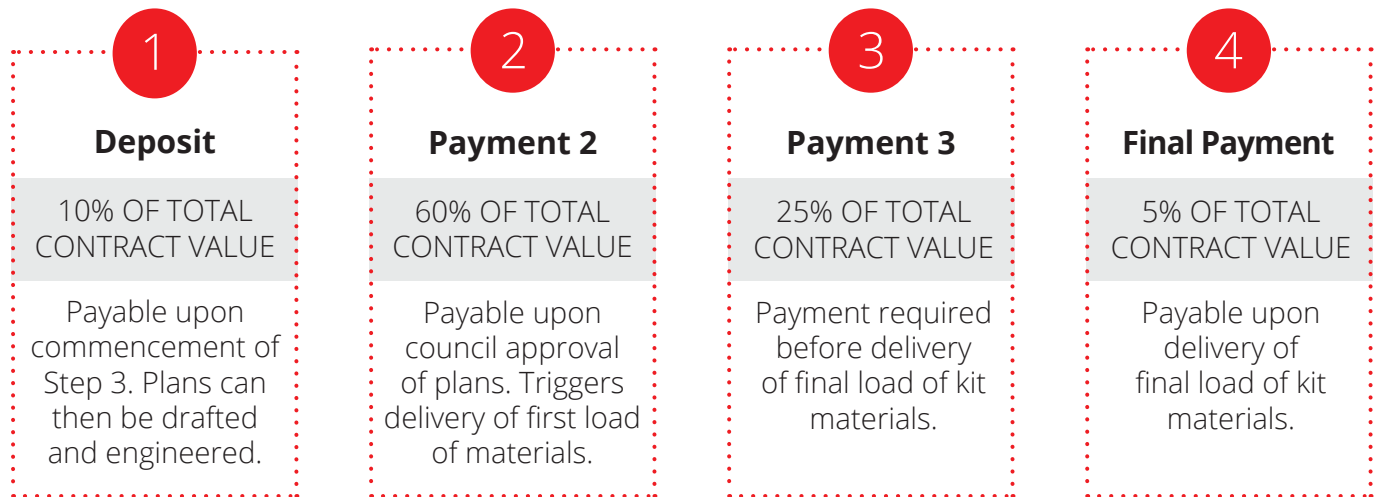 1
Deposit
10% OF TOTAL
CONTRACT VALUE
Payable upon
commencement of
Step 3. Plans can
then be drafted
and engineered.
2
Payment 2
60% OF TOTAL
CONTRACT VALUE
Payable upon
council approval
of plans. Triggers
delivery of first load
of materials.
3
Payment 3
25% OF TOTAL
CONTRACT VALUE
Payment required
before delivery
of final load of kit
materials.
4
Final Payment
5% OF TOTAL
CONTRACT VALUE
Payable upon
delivery of
final load of kit
materials.